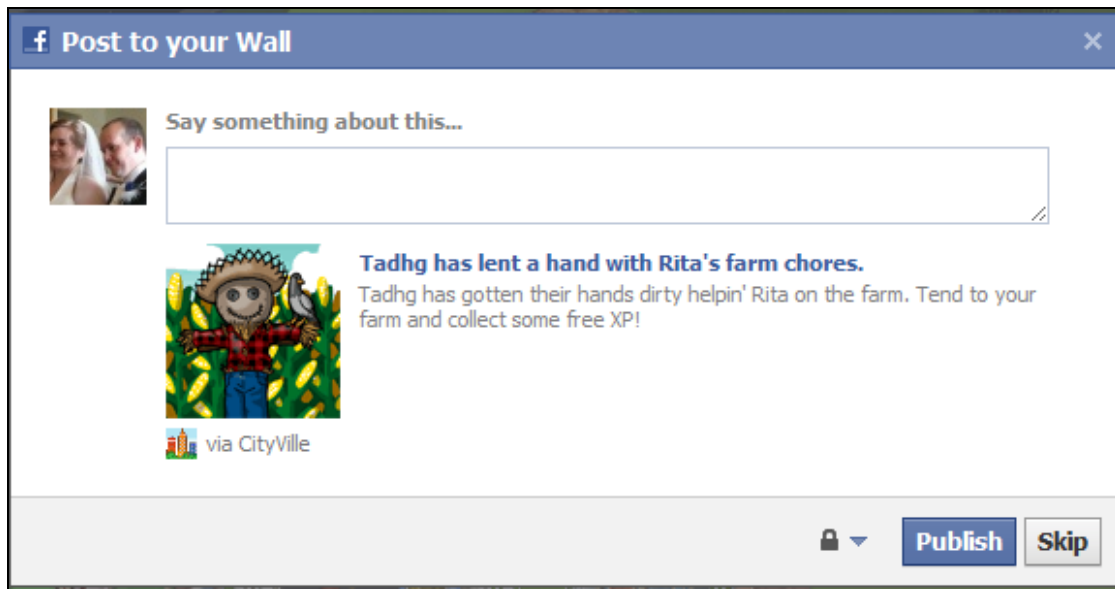 f Post to your Wall ×
Say something about this...
Tadhg has lent a hand with Rita's farm chores.
Tadhg has gotten their hands dirty helpin' Rita on the farm. Tend to your
farm and collect some free XP!
via CityVille
Publish Skip